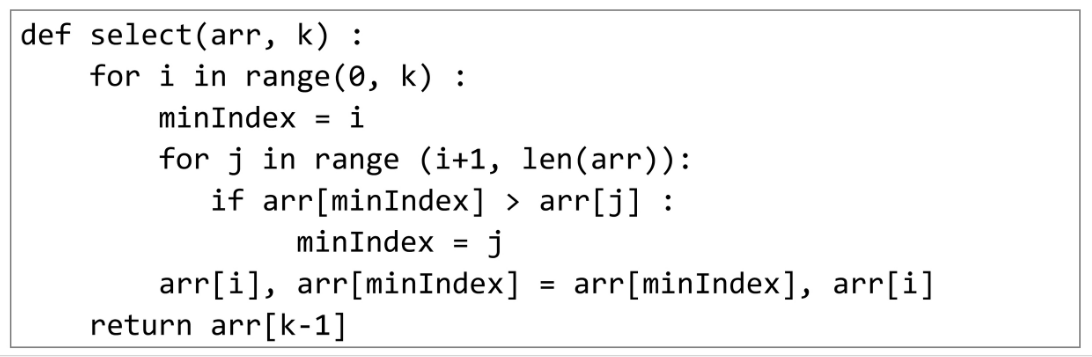 def select(arr, k) :
    for i in range(0, k) :
        minIndex = i
        for j in range (i+1, len(arr)):
           if arr[minIndex] > arr[j] :
                minIndex = j
        arr[i], arr[minIndex] = arr[minIndex], arr[i]
    return arr[k-1]